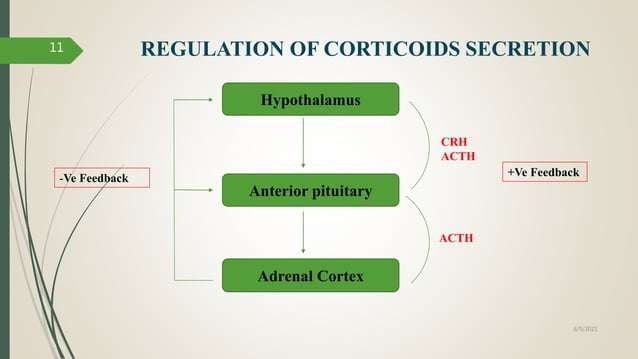 11
REGULATION OF CORTICOIDS SECRETION
Hypothalamus
CRH
ACTH
-Ve Feedback
+Ve Feedback
Anterior pituitary
ACTH
Adrenal Cortex